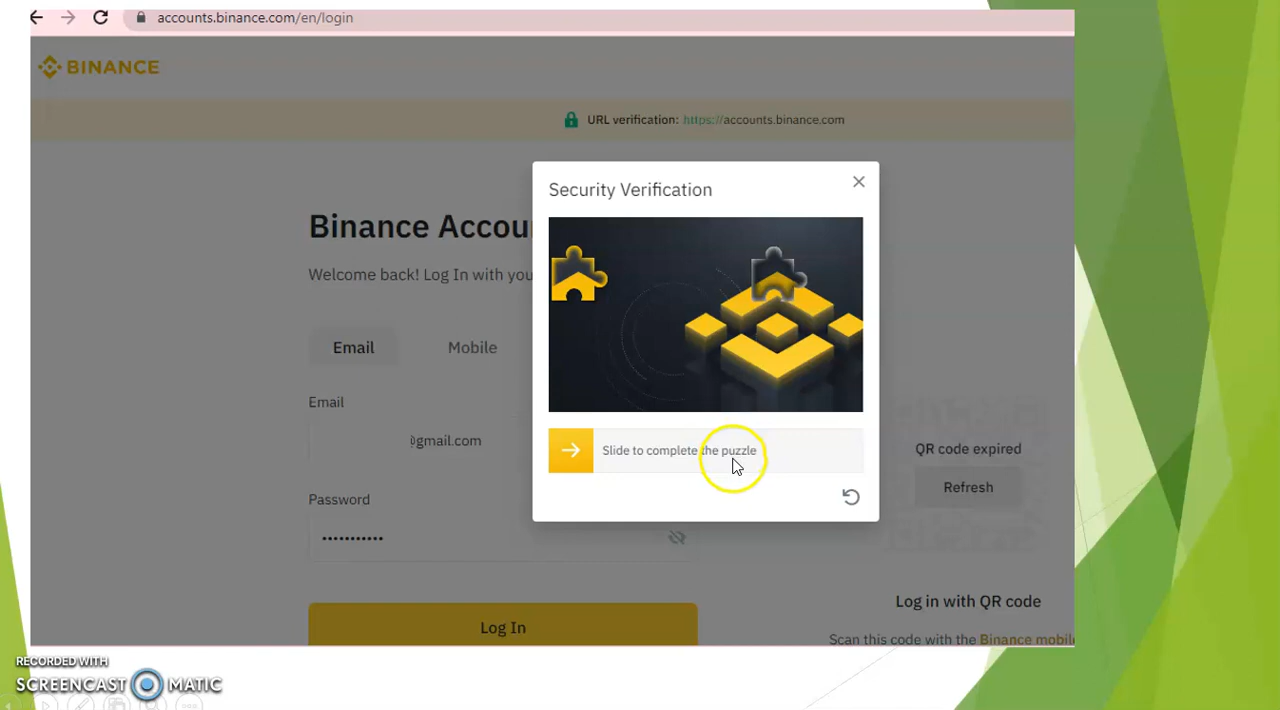 accounts.binance.com/en/login
BINANCE
URL verification: https://accounts.binance.com
Security Verification
Binance Accou
Welcome back! Log In with you
Email
Mobile
Email
@gmail.com
Slide to complete the puzzle
QR code expired
Refresh
Password
•••••••••••
Log In
Log in with QR code
Scan this code with the Binance mobile
RECORDED WITH
SCREENCAST MATIC